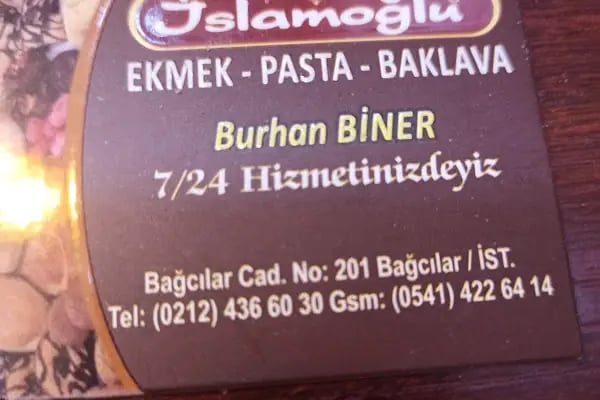 İslamoğlu
EKMEK - PASTA - BAKLAVA
Burhan BİNER
7/24 Hizmetinizdeyiz
Bağcılar Cad. No: 201 Bağcılar / İST.
Tel: (0212) 436 60 30 Gsm: (0541) 422 64 14